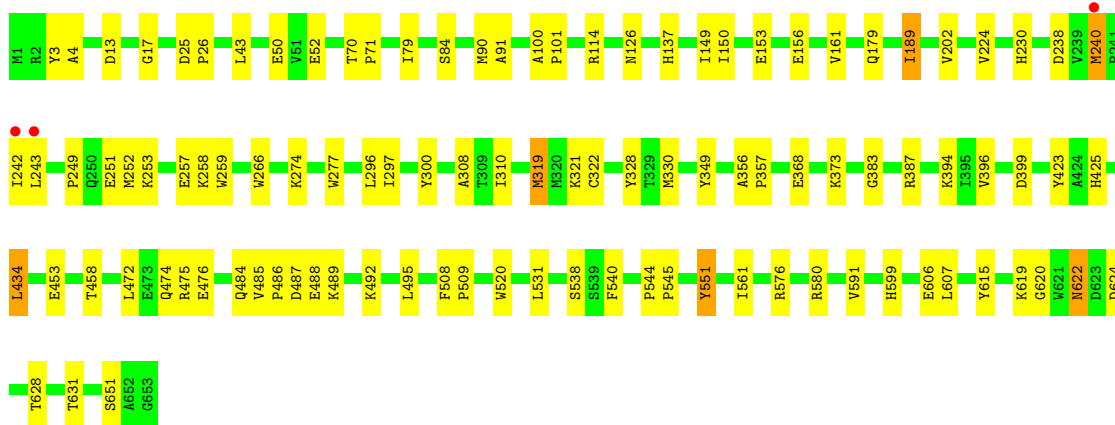 M1 R2 Y3 A4 D13 G17 D25 P26 L43 E50 V51 E52 T70 P71 I79 S84 M90 A91 A100 P101 R114 N126 H137 I149 I150 E153 E156 V161 Q179 I189 V202 V224 H230 D238 V239 M240
I242 L243 P249 Q250 E251 M252 K253 E257 K258 W259 W266 K274 W277 L296 I297 Y300 A308 T309 I310 M319 M320 K321 C322 Y328 T329 M330 Y349 A356 P357 E368 K373 G383 R387 K394 I395 V396 D399 Y423 A424 H425
L434 E453 T458 L472 E473 Q474 R475 E476 Q484 V485 P486 D487 E488 K489 K492 L495 F508 P509 W520 L531 S538 S539 F540 P544 P545 Y551 I561 R576 R580 V591 H599 E606 L607 Y615 K619 G620 W621 N622 D623
T628 T631 S651 A652 G653